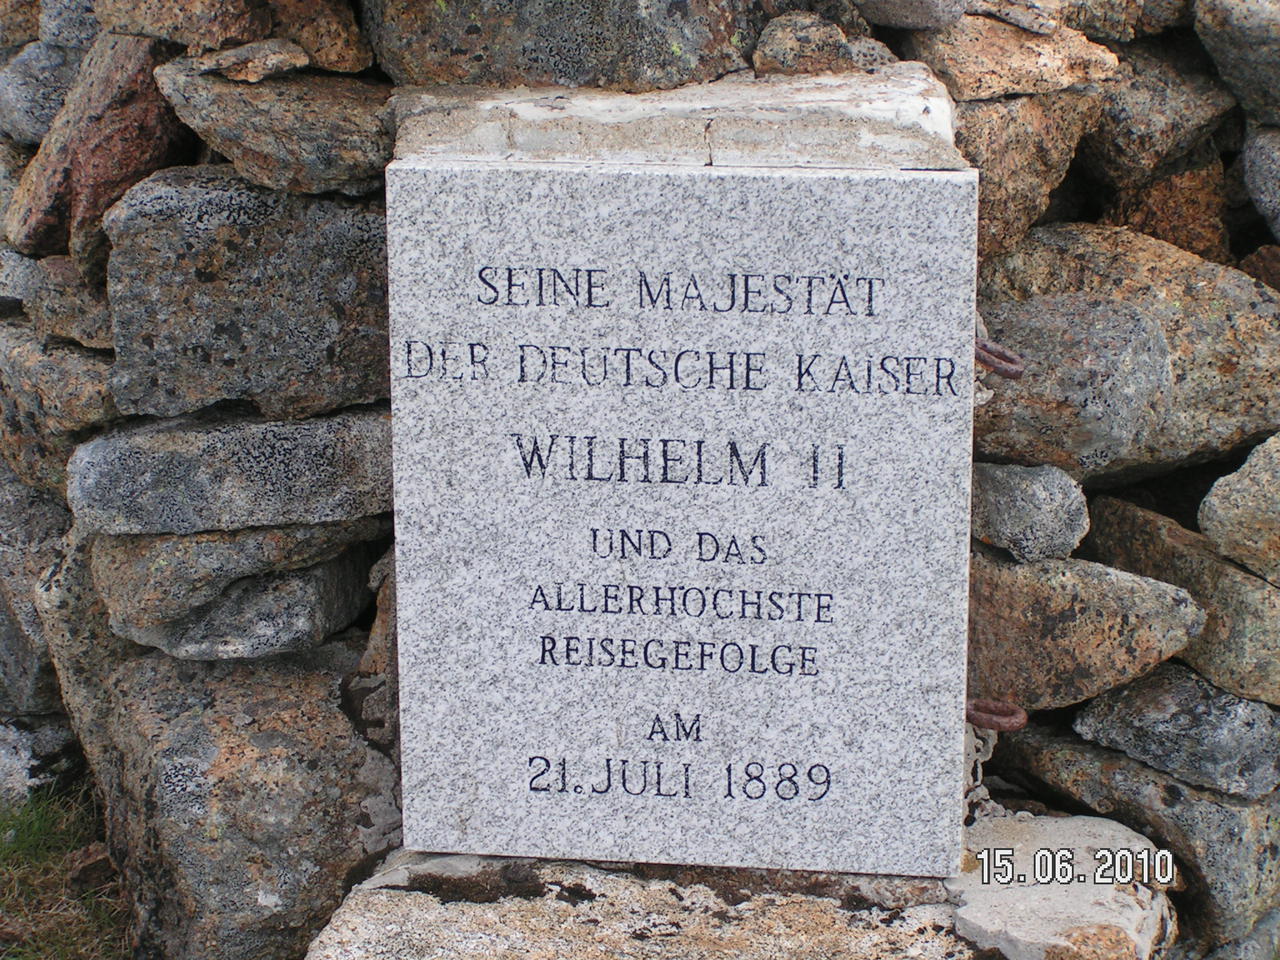 SEINE MAJESTÄT
DER DEUTSCHE KAISER
WILHELM II
UND DAS
ALLERHÖCHSTE
REISEGEFOLGE
AM
21. JULI 1889
15.06.2010